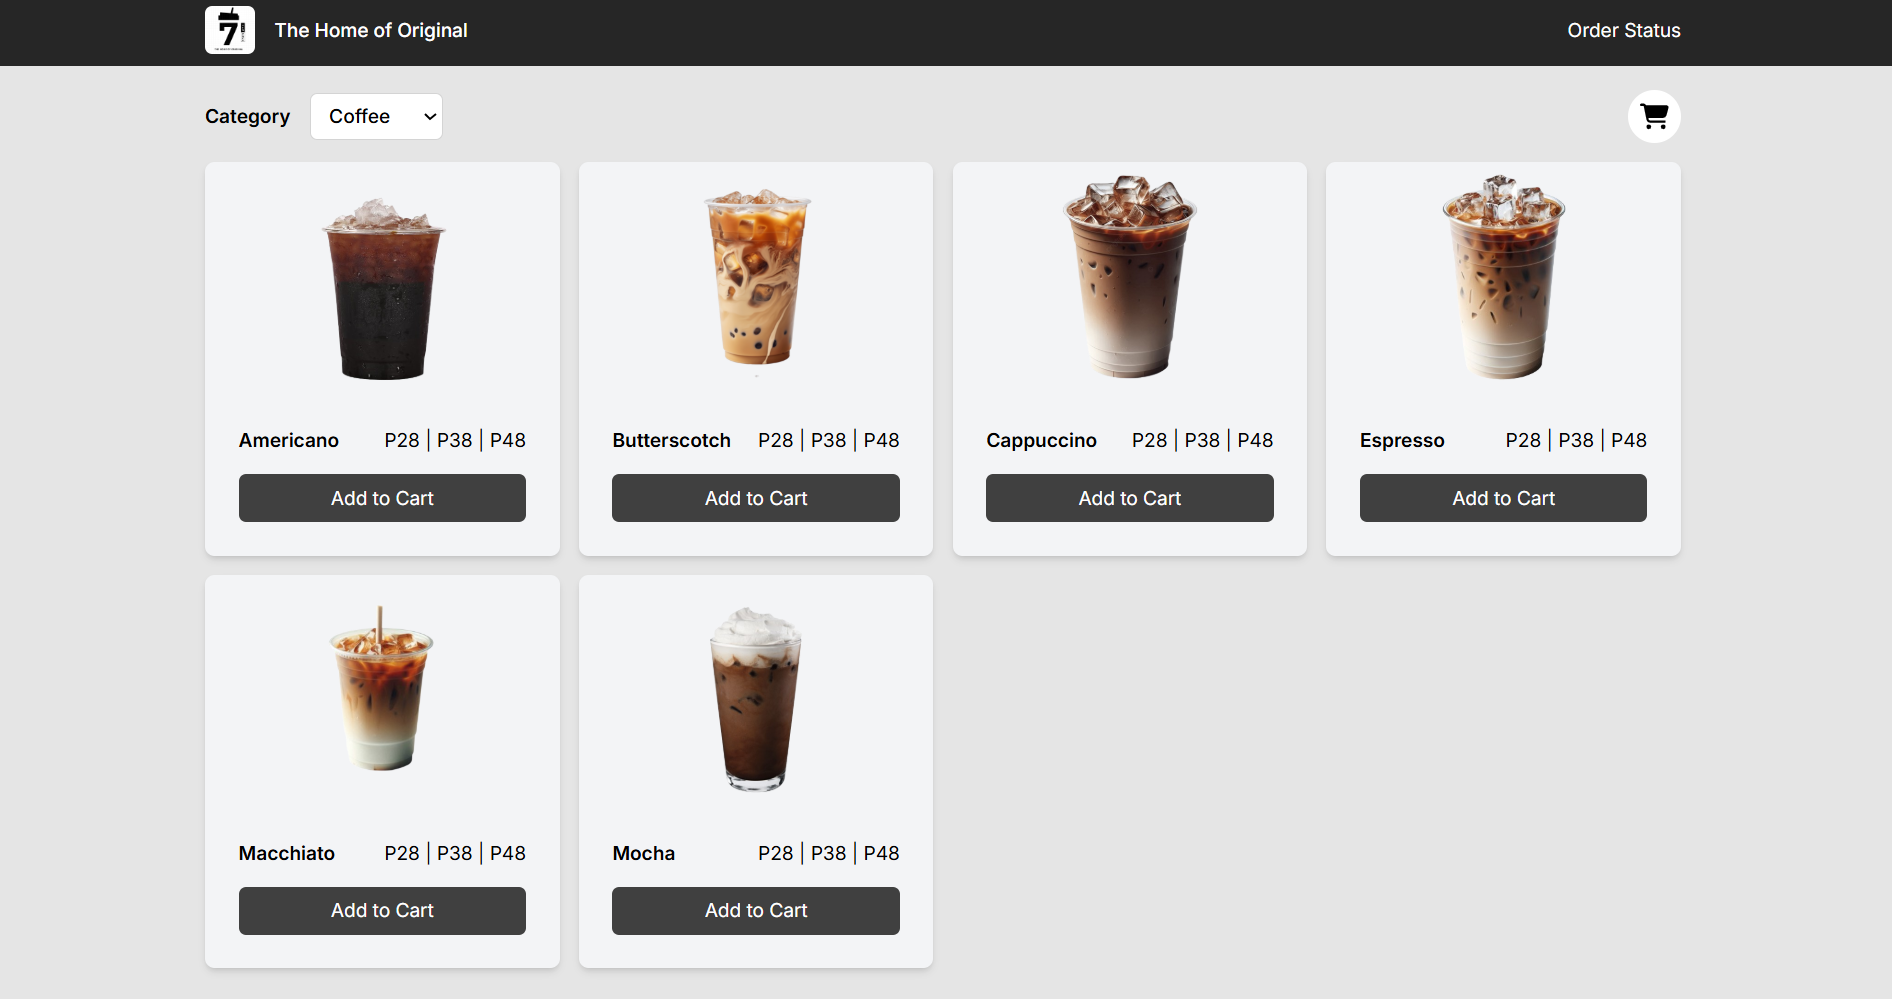 7
The Home of Original
Order Status
Category
Coffee
Americano P28 | P38 | P48
Add to Cart
Butterscotch P28 | P38 | P48
Add to Cart
Cappuccino P28 | P38 | P48
Add to Cart
Espresso P28 | P38 | P48
Add to Cart
Macchiato P28 | P38 | P48
Add to Cart
Mocha P28 | P38 | P48
Add to Cart